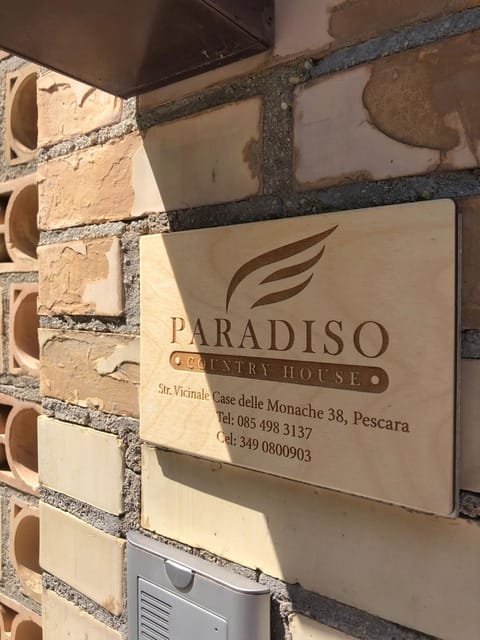 PARADISO
• COUNTRY HOUSE •
Str. Vicinale Case delle Monache 38, Pescara
Tel: 085 498 3137
Cel: 349 0800903